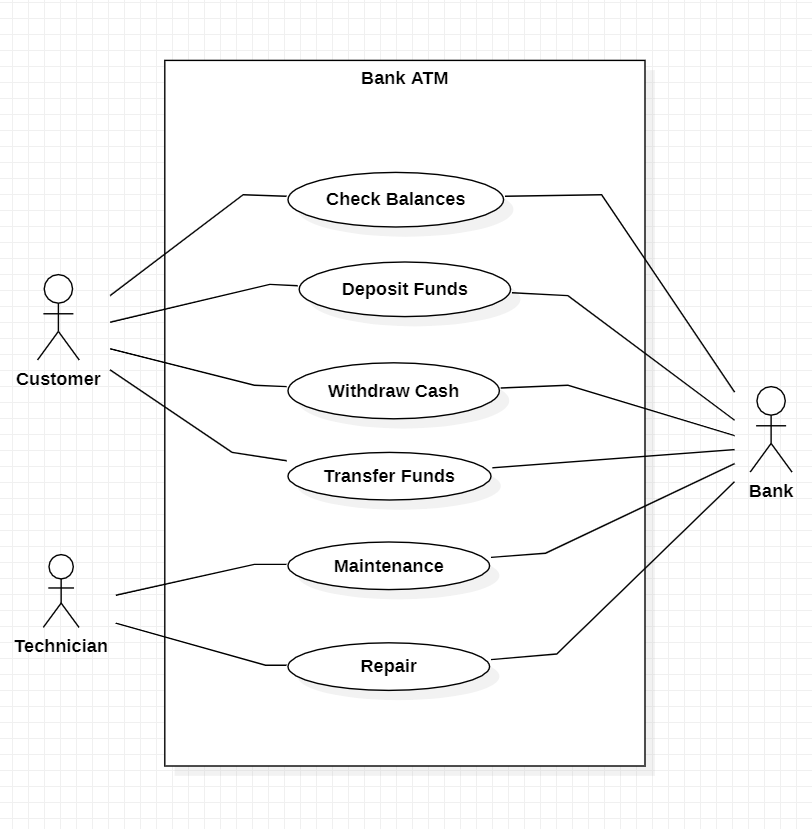 Bank ATM
Check Balances
Deposit Funds
Withdraw Cash
Customer
Transfer Funds
Bank
Maintenance
Technician
Repair